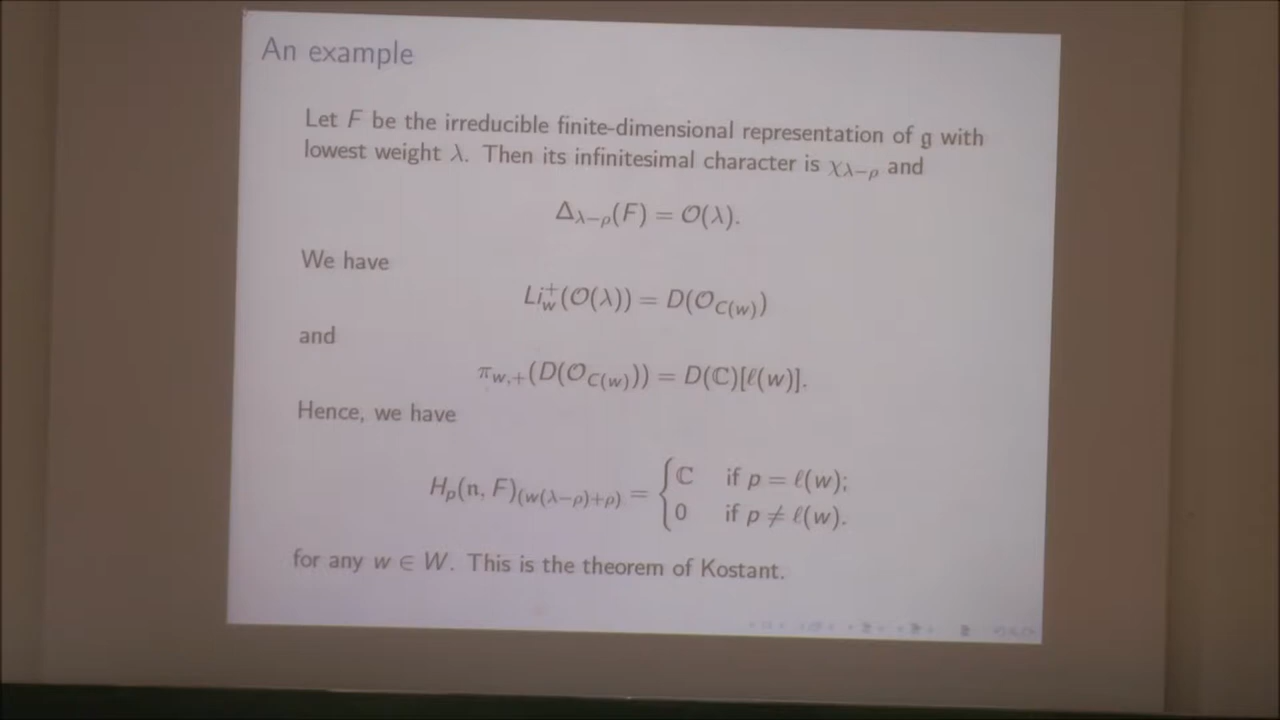 An example
Let F be the irreducible finite-dimensional representation of g with
lowest weight λ. Then its infinitesimal character is χ_{λ−ρ} and
Δ_{λ−ρ}(F) = 𝒪(λ).
We have
Li_w^+(𝒪(λ)) = D(𝒪_{C(w)})
and
π_{w,+}(D(𝒪_{C(w)})) = D(ℂ)[ℓ(w)].
Hence, we have
H_p(𝔫, F)_{(w(λ−ρ)+ρ)} = { ℂ if p = ℓ(w);
0 if p ≠ ℓ(w).
for any w ∈ W. This is the theorem of Kostant.